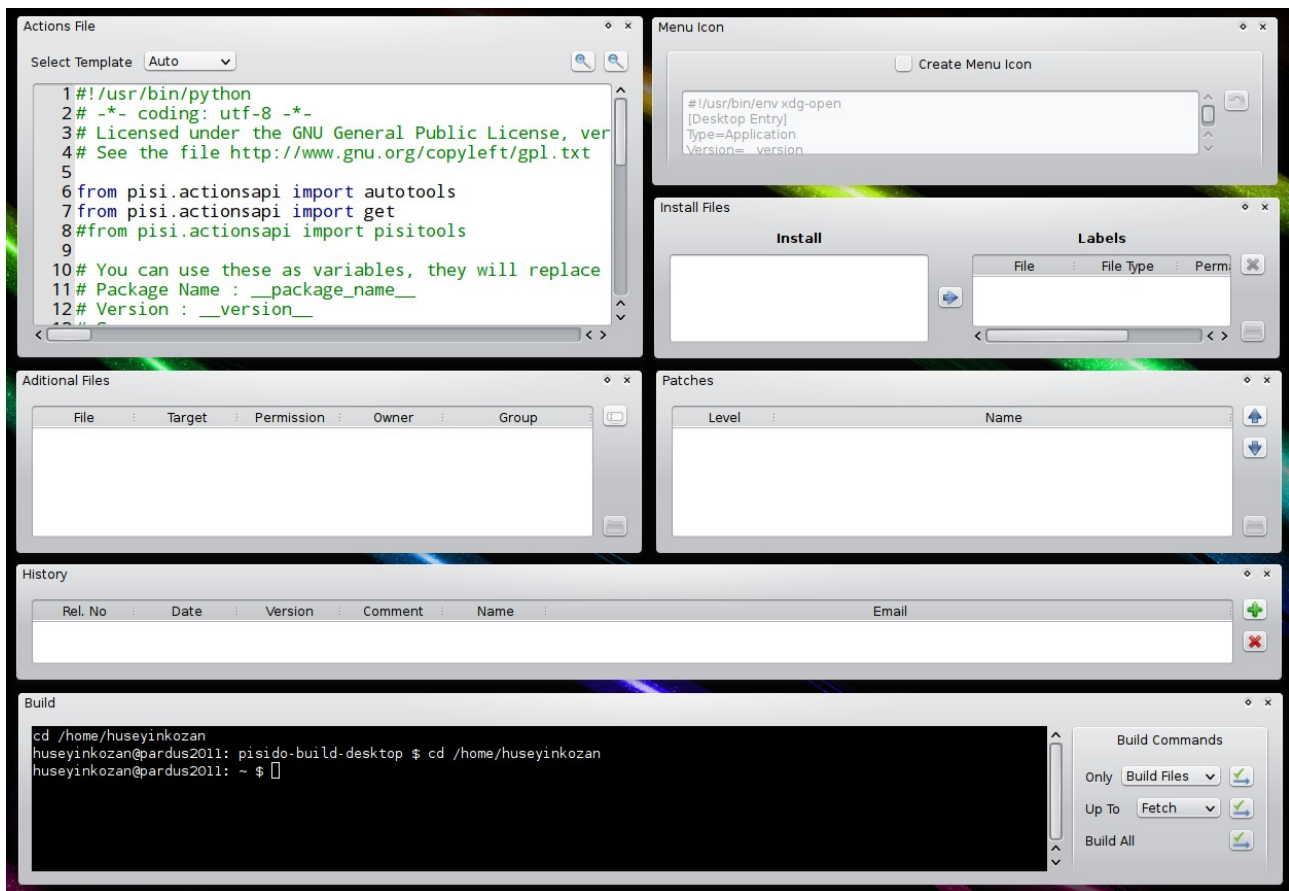 Actions File
Select Template Auto
1 #!/usr/bin/python
2 # -*- coding: utf-8 -*-
3 # Licensed under the GNU General Public License, ver
4 # See the file http://www.gnu.org/copyleft/gpl.txt
5
6 from pisi.actionsapi import autotools
7 from pisi.actionsapi import get
8 #from pisi.actionsapi import pisitools
9
10 # You can use these as variables, they will replace
11 # Package Name : __package_name__
12 # Version : __version__
Menu Icon
Create Menu Icon
#!/usr/bin/env xdg-open
[Desktop Entry]
Type=Application
Version=__version__
Install Files
Install
Labels
File File Type Perm
Aditional Files
File Target Permission Owner Group
Patches
Level Name
History
Rel. No Date Version Comment Name Email
Build
cd /home/huseyinkozan
huseyinkozan@pardus2011: pisido-build-desktop $ cd /home/huseyinkozan
huseyinkozan@pardus2011: ~ $
Build Commands
Only Build Files
Up To Fetch
Build All